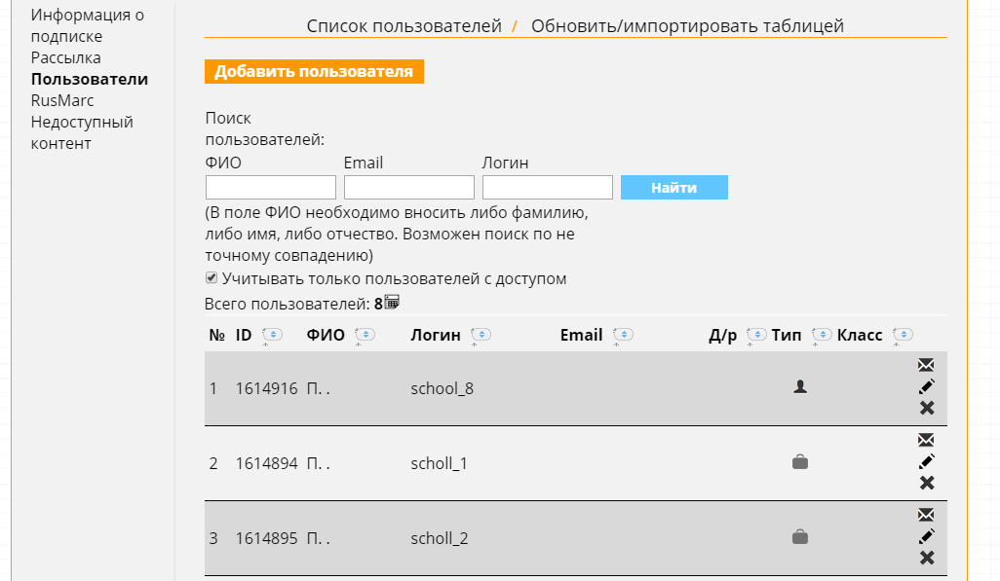 Информация о
подписке
Рассылка
Пользователи
RusMarc
Недоступный
контент
Список пользователей / Обновить/импортировать таблицей
Добавить пользователя
Поиск
пользователей:
ФИО Email Логин
Найти
(В поле ФИО необходимо вносить либо фамилию,
либо имя, либо отчество. Возможен поиск по не
точному совпадению)
Учитывать только пользователей с доступом
Всего пользователей: 8
№ ID ФИО Логин Email Д/р Тип Класс
1 1614916 П. . school_8
2 1614894 П. . scholl_1
3 1614895 П. . scholl_2